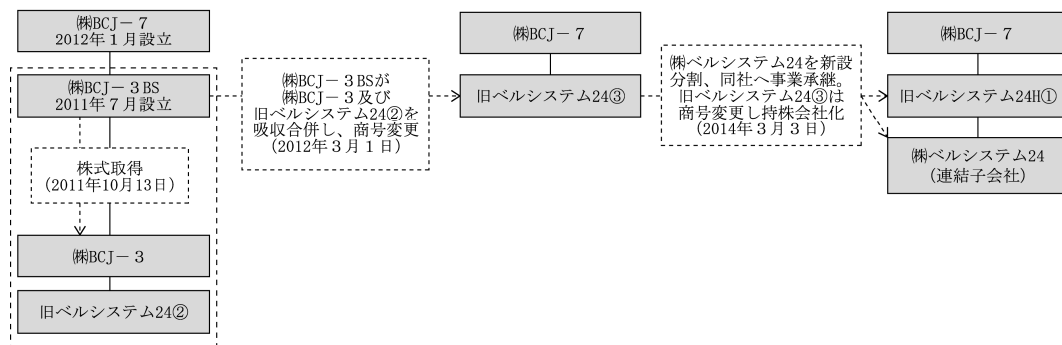 ㈱BCJ－7
2012年1月設立
㈱BCJ－3BS
2011年7月設立
株式取得
（2011年10月13日）
㈱BCJ－3
旧ベルシステム24②
㈱BCJ－3BSが
㈱BCJ－3及び
旧ベルシステム24②を
吸収合併し、商号変更
（2012年3月1日）
㈱BCJ－7
旧ベルシステム24③
㈱ベルシステム24を新設
分割、同社へ事業承継。
旧ベルシステム24③は
商号変更し持株会社化
（2014年3月3日）
㈱BCJ－7
旧ベルシステム24H①
㈱ベルシステム24
（連結子会社）